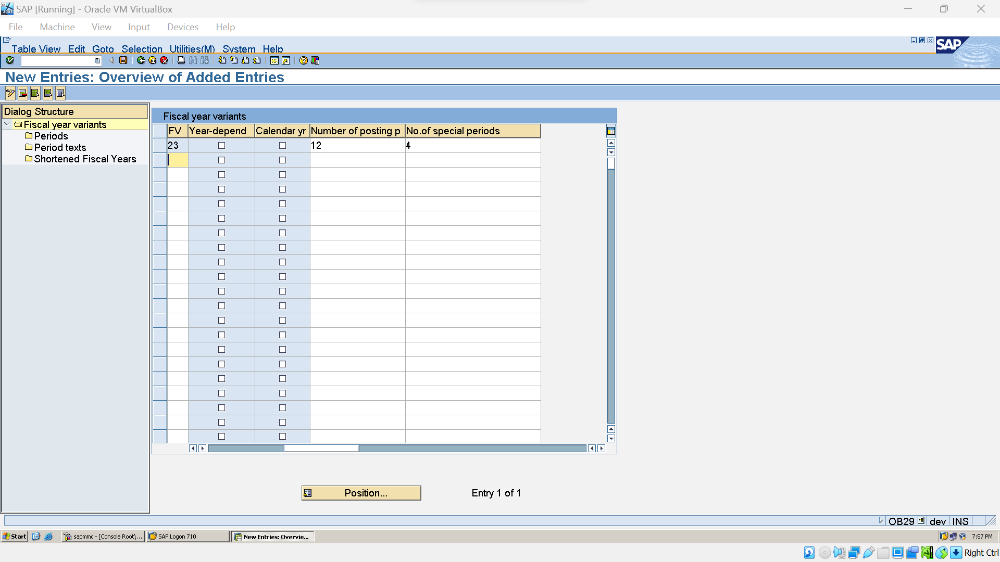 SAP [Running] - Oracle VM VirtualBox
File Machine View Input Devices Help
Table View Edit Goto Selection Utilities(M) System Help
SAP
New Entries: Overview of Added Entries
Dialog Structure
Fiscal year variants
Periods
Period texts
Shortened Fiscal Years
Fiscal year variants
FV Year-depend... Calendar yr Number of posting p... No.of special periods
23 12 4
Position... Entry 1 of 1
OB29 dev INS
Start sapmmc - [Console Root\... SAP Logon 710 New Entries: Overvie... 7:57 PM
Right Ctrl